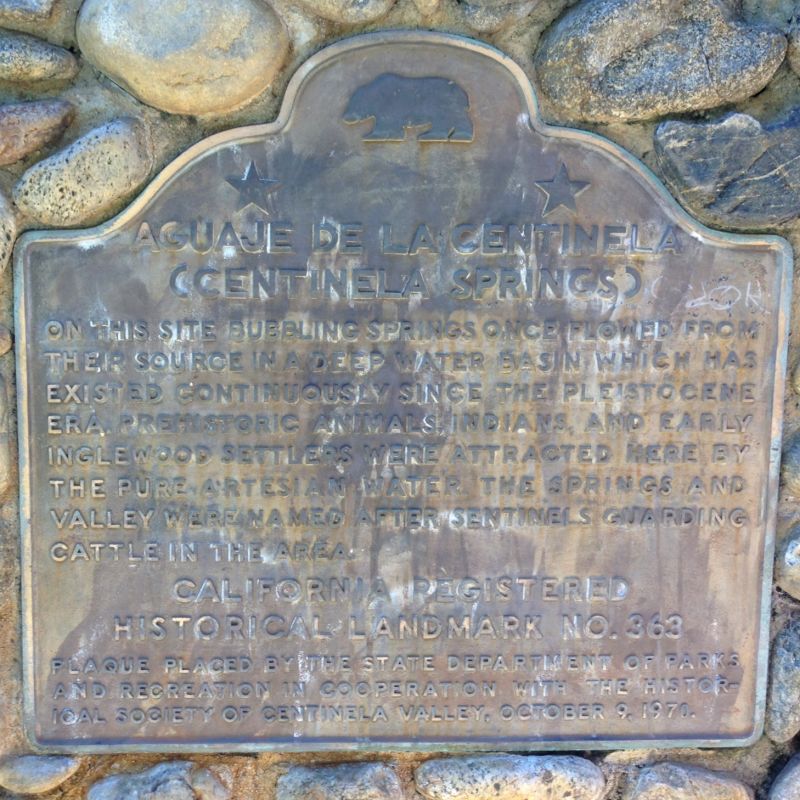 AGUAJE DE LA CENTINELA
(CENTINELA SPRINGS)
ON THIS SITE BUBBLING SPRINGS ONCE FLOWED FROM
THEIR SOURCE IN A DEEP WATER BASIN WHICH HAS
EXISTED CONTINUOUSLY SINCE THE PLEISTOCENE
ERA. PREHISTORIC ANIMALS, INDIANS, AND EARLY
INGLEWOOD SETTLERS WERE ATTRACTED HERE BY
THE PURE ARTESIAN WATER. THE SPRINGS AND
VALLEY WERE NAMED AFTER SENTINELS GUARDING
CATTLE IN THE AREA.
CALIFORNIA REGISTERED
HISTORICAL LANDMARK NO. 363
PLAQUE PLACED BY THE STATE DEPARTMENT OF PARKS
AND RECREATION IN COOPERATION WITH THE HISTOR-
ICAL SOCIETY OF CENTINELA VALLEY, OCTOBER 9, 1970.